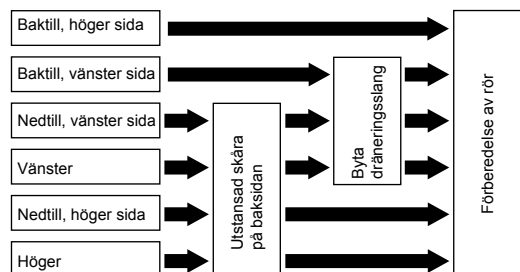 Baktill, höger sida
Baktill, vänster sida
Nedtill, vänster sida
Vänster
Nedtill, höger sida
Höger
Utstansad skåra
på baksidan
Byta
dräneringsslang
Förberedelse av rör